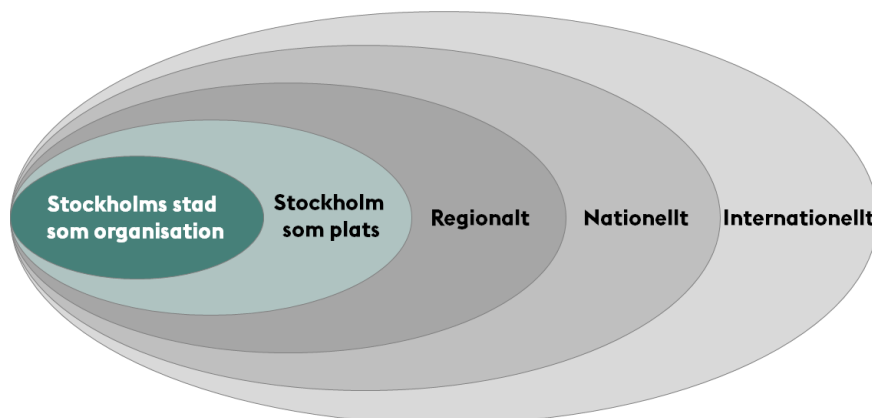 Stockholms stad
som organisation
Stockholm
som plats
Regionalt
Nationellt
Internationellt